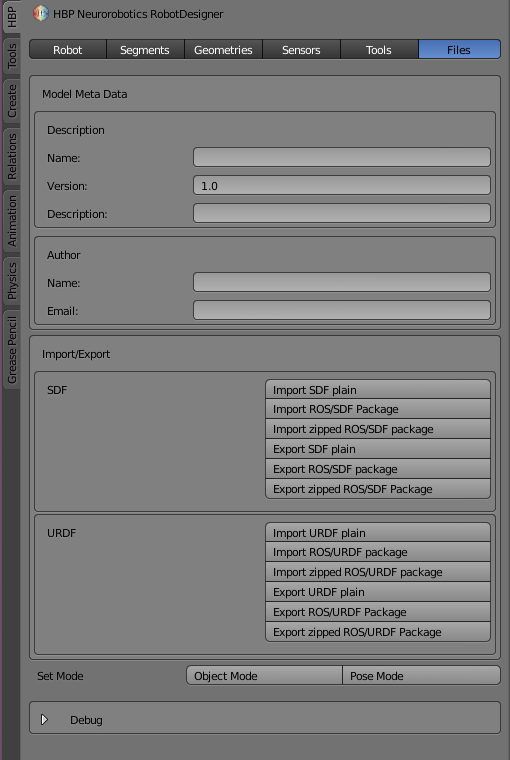 HBP Neurorobotics RobotDesigner
HBP
Tools
Create
Relations
Animation
Physics
Grease Pencil
Robot Segments Geometries Sensors Tools Files
Model Meta Data
Description
Name:
Version: 1.0
Description:
Author
Name:
Email:
Import/Export
SDF Import SDF plain
Import ROS/SDF Package
Import zipped ROS/SDF package
Export SDF plain
Export ROS/SDF package
Export zipped ROS/SDF Package
URDF Import URDF plain
Import ROS/URDF package
Import zipped ROS/URDF package
Export URDF plain
Export ROS/URDF Package
Export zipped ROS/URDF Package
Set Mode Object Mode Pose Mode
Debug